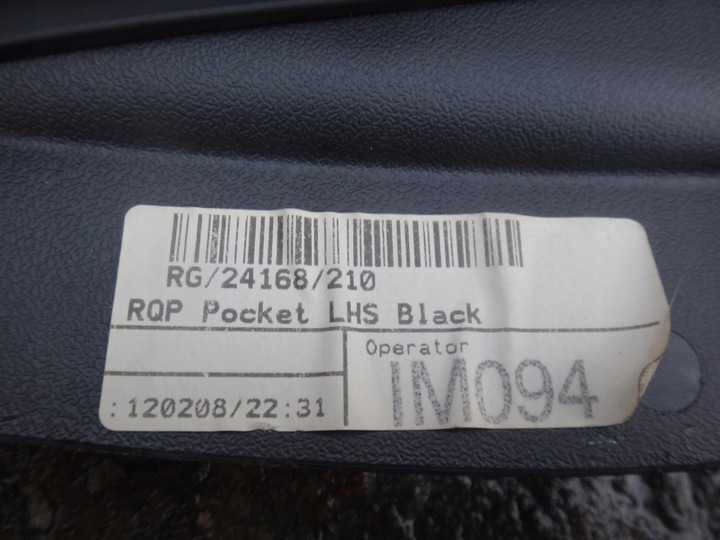 RG/24168/210
RQP Pocket LHS Black
Operator
IM094
: 120208/22:31